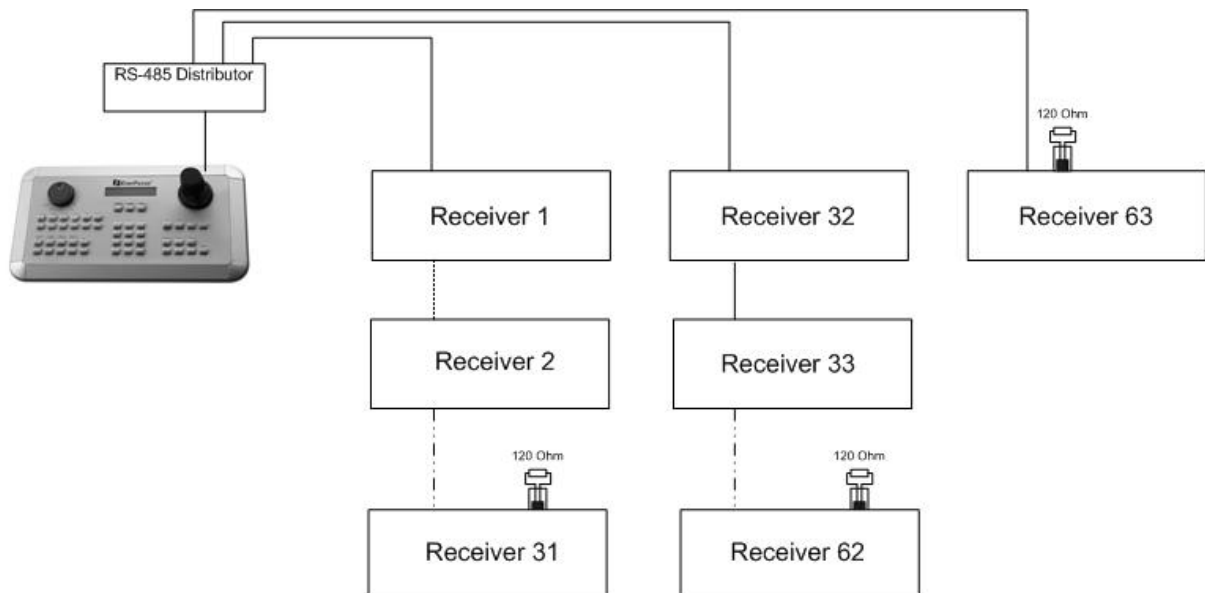 RS-485 Distributor
120 Ohm
EverFocus
Receiver 1
Receiver 32
Receiver 63
Receiver 2
Receiver 33
120 Ohm
120 Ohm
Receiver 31
Receiver 62